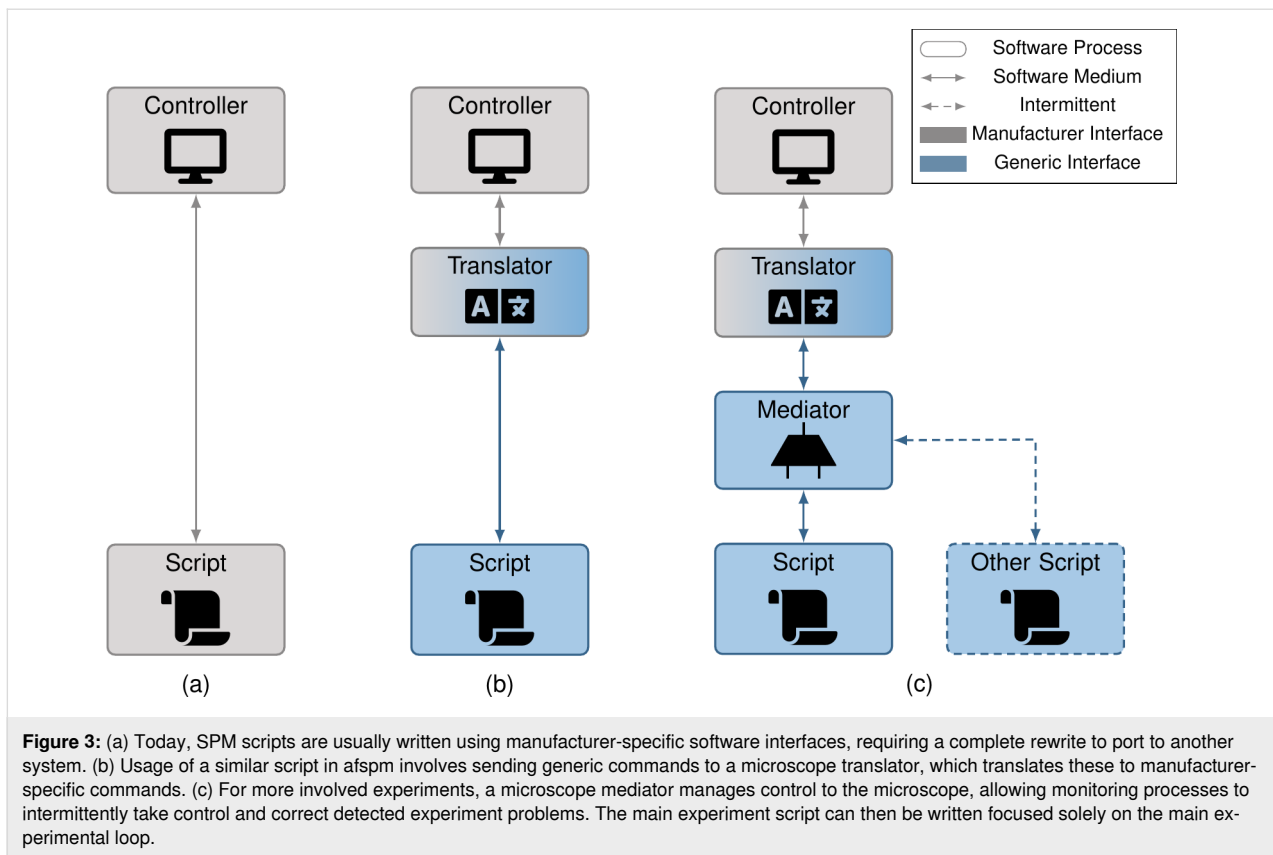 Software Process
Software Medium
Intermittent
Manufacturer Interface
Generic Interface
Controller
Script
(a)
Controller
Translator
A 文
Script
(b)
Controller
Translator
A 文
Mediator
Script
Other Script
(c)
Figure 3: (a) Today, SPM scripts are usually written using manufacturer-specific software interfaces, requiring a complete rewrite to port to another
system. (b) Usage of a similar script in afspm involves sending generic commands to a microscope translator, which translates these to manufacturer-
specific commands. (c) For more involved experiments, a microscope mediator manages control to the microscope, allowing monitoring processes to
intermittently take control and correct detected experiment problems. The main experiment script can then be written focused solely on the main ex-
perimental loop.